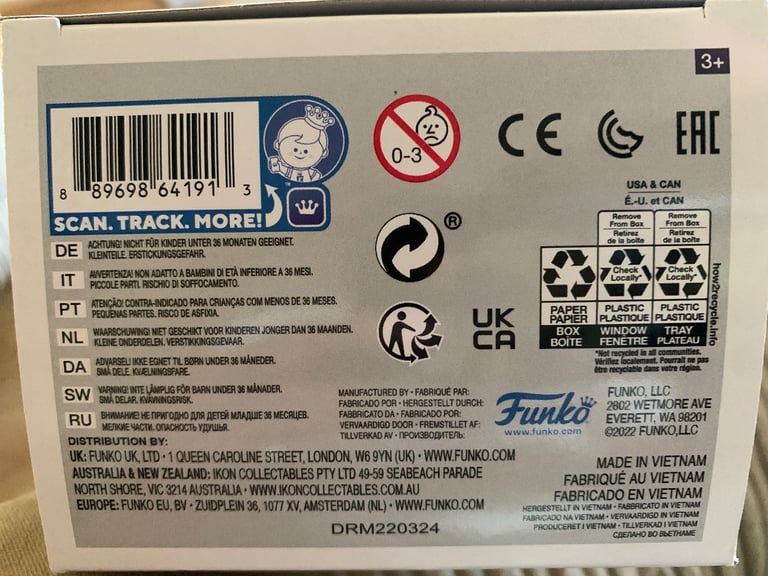 3+
8 89698 64191 3
SCAN. TRACK. MORE!
™
0-3
CE
EAC
®
UK
CA
USA & CAN
É.-U. et CAN
Remove From Box
Retirez de la boîte
Remove From Box
Retirez de la boîte
Check Locally*
Check Locally*
PAPER
PAPIER
PLASTIC
PLASTIQUE
PLASTIC
PLASTIQUE
BOX
BOÎTE
WINDOW
FENÊTRE
TRAY
PLATEAU
how2recycle.info
*Not recycled in all communities.
Vérifiez localement. Pourrait ne pas
être recyclable dans votre région.
DE ACHTUNG! NICHT FÜR KINDER UNTER 36 MONATEN GEEIGNET.
KLEINTEILE. ERSTICKUNGSGEFAHR.
IT AVVERTENZA! NON ADATTO A BAMBINI DI ETÀ INFERIORE A 36 MESI.
PICCOLE PARTI. RISCHIO DI SOFFOCAMENTO.
PT ATENÇÃO! CONTRA-INDICADO PARA CRIANÇAS COM MENOS DE 36 MESES.
PEQUENAS PARTES. RISCO DE ASFIXIA.
NL WAARSCHUWING! NIET GESCHIKT VOOR KINDEREN JONGER DAN 36 MAANDEN.
KLEINE ONDERDELEN. VERSTIKKINGSGEVAAR.
DA ADVARSEL! IKKE EGNET TIL BØRN UNDER 36 MÅNEDER.
SMÅ DELE. KVÆLNINGSFARE.
SW VARNING! INTE LÄMPLIG FÖR BARN UNDER 36 MÅNADER.
SMÅ DELAR. KVÄVNINGSRISK.
RU ВНИМАНИЕ! НЕ ПРИГОДНО ДЛЯ ДЕТЕЙ МЛАДШЕ 36 МЕСЯЦЕВ.
МЕЛКИЕ ЧАСТИ. ОПАСНОСТЬ УДУШЬЯ.
MANUFACTURED BY • FABRIQUÉ PAR:
FABRICADO POR • HERGESTELLT DURCH:
FABBRICATO DA • FABRICADO POR:
VERVAARDIGD DOOR • FREMSTILLET AF:
TILLVERKAD AV • ПРОИЗВОДИТЕЛЬ:
Funko
www.funko.com
FUNKO, LLC
2802 WETMORE AVE
EVERETT, WA 98201
©2022 FUNKO,LLC
DISTRIBUTION BY:
UK: FUNKO UK, LTD • 1 QUEEN CAROLINE STREET, LONDON, W6 9YN (UK) • WWW.FUNKO.COM
AUSTRALIA & NEW ZEALAND: IKON COLLECTABLES PTY LTD 49-59 SEABEACH PARADE
NORTH SHORE, VIC 3214 AUSTRALIA • WWW.IKONCOLLECTABLES.COM.AU
EUROPE: FUNKO EU, BV • ZUIDPLEIN 36, 1077 XV, AMSTERDAM (NL) • WWW.FUNKO.COM
MADE IN VIETNAM
FABRIQUÉ AU VIETNAM
FABRICADO EN VIETNAM
HERGESTELLT IN VIETNAM • FABBRICATO IN VIETNAM
FABRICADO NA VIETNAM • VERVAARDIGD IN VIETNAM
PRODUCERET I VIETNAM • TILLVERKAD I VIETNAM
СДЕЛАНО ВО ВЬЕТНАМЕ
DRM220324